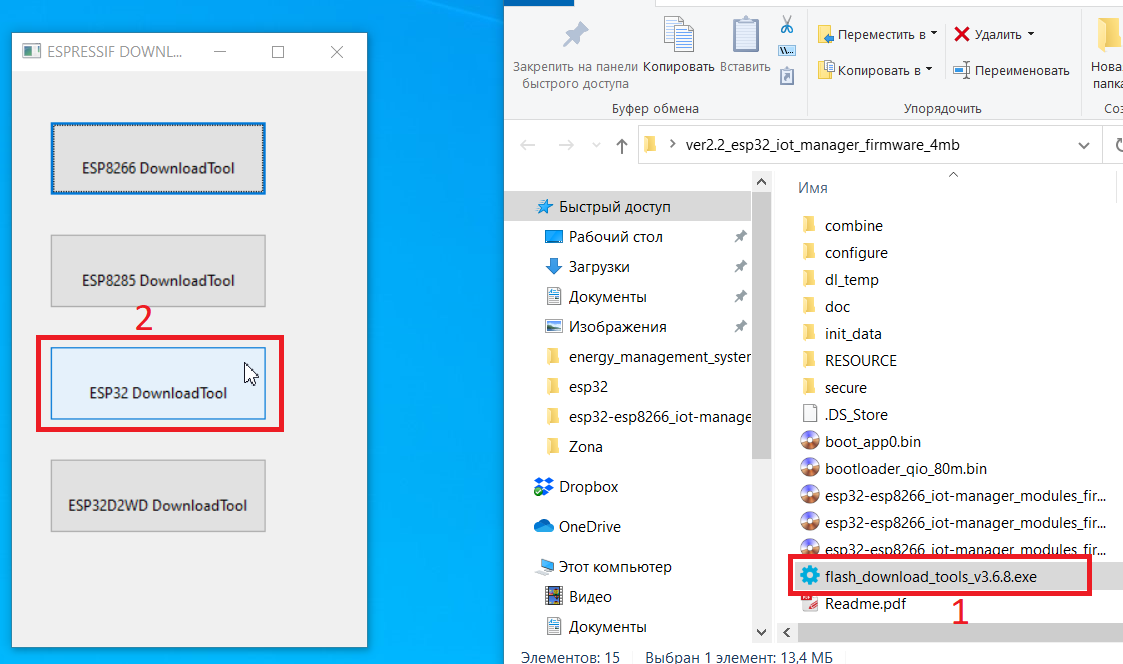 ESPRESSIF DOWNL...
ESP8266 DownloadTool
ESP8285 DownloadTool
2
ESP32 DownloadTool
ESP32D2WD DownloadTool
Закрепить на панели
быстрого доступа
Копировать
Вставить
Буфер обмена
Переместить в
Копировать в
Удалить
Переименовать
Упорядочить
Нова
папк
Соз
ver2.2_esp32_iot_manager_firmware_4mb
Быстрый доступ
Рабочий стол
Загрузки
Документы
Изображения
energy_management_system
esp32
esp32-esp8266_iot-manage
Zona
Dropbox
OneDrive
Этот компьютер
Видео
Документы
Имя
combine
configure
dl_temp
doc
init_data
RESOURCE
secure
.DS_Store
boot_app0.bin
bootloader_qio_80m.bin
esp32-esp8266_iot-manager_modules_fir...
esp32-esp8266_iot-manager_modules_fir...
esp32-esp8266_iot-manager_modules_fir...
flash_download_tools_v3.6.8.exe
Readme.pdf
1
Элементов: 15
Выбран 1 элемент: 13,4 МБ